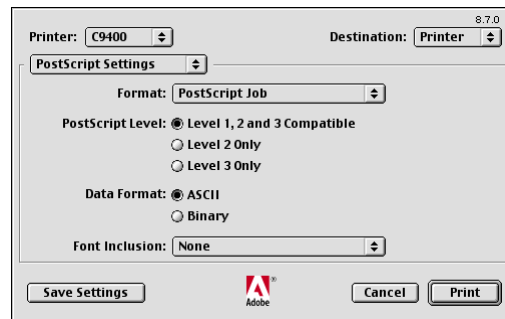 8.7.0
Printer: C9400 Destination: Printer
PostScript Settings
Format: PostScript Job
PostScript Level: Level 1, 2 and 3 Compatible
Level 2 Only
Level 3 Only
Data Format: ASCII
Binary
Font Inclusion: None
Save Settings Adobe Cancel Print